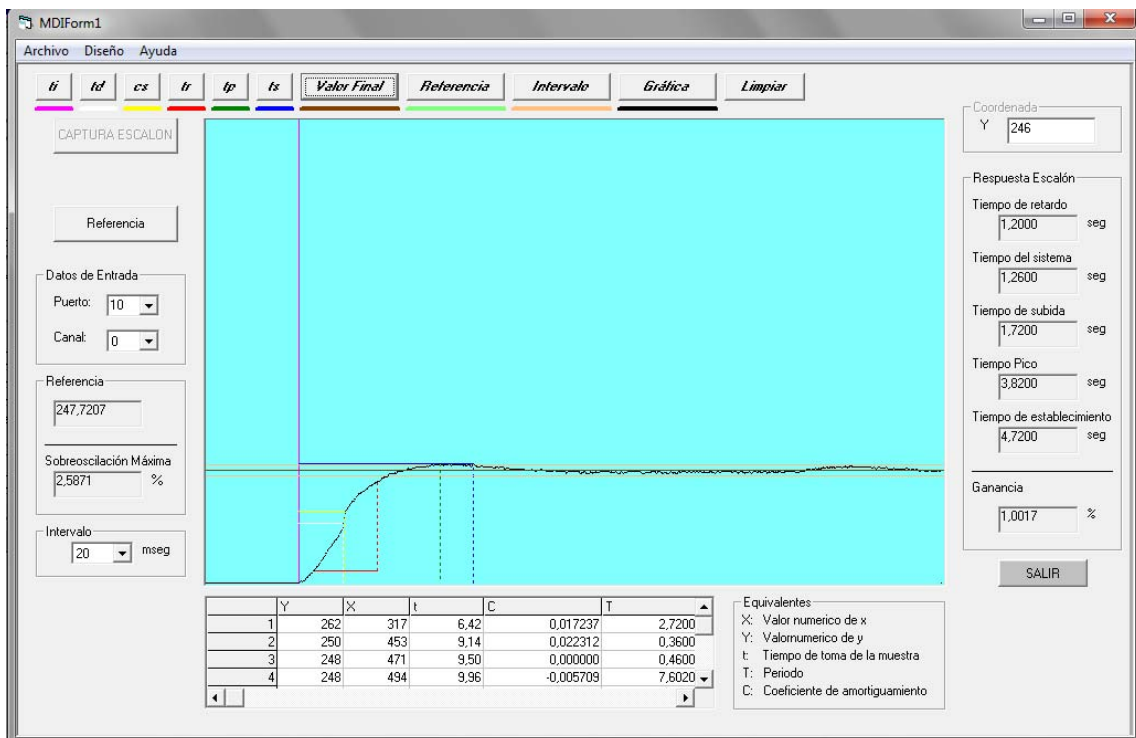 MDIForm1
Archivo Diseño Ayuda
ti td cs tr tp ts Valor Final Referencia Intervalo Gráfica Limpiar
CAPTURA ESCALON
Referencia
Datos de Entrada
Puerto: 10
Canal: 0
Referencia
247,7207
Sobreoscilación Máxima
2,5871 %
Intervalo
20 mseg
Coordenada
Y 246
Respuesta Escalón
Tiempo de retardo
1,2000 seg
Tiempo del sistema
1,2600 seg
Tiempo de subida
1,7200 seg
Tiempo Pico
3,8200 seg
Tiempo de establecimiento
4,7200 seg
Ganancia
1,0017 %
SALIR
Y X t C T
1 262 317 6,42 0,017237 2,7200
2 250 453 9,14 0,022312 0,3600
3 248 471 9,50 0,000000 0,4600
4 248 494 9,96 -0,005709 7,6020
Equivalentes
X: Valor numerico de x
Y: Valornumerico de y
t: Tiempo de toma de la muestra
T: Periodo
C: Coeficiente de amortiguamiento